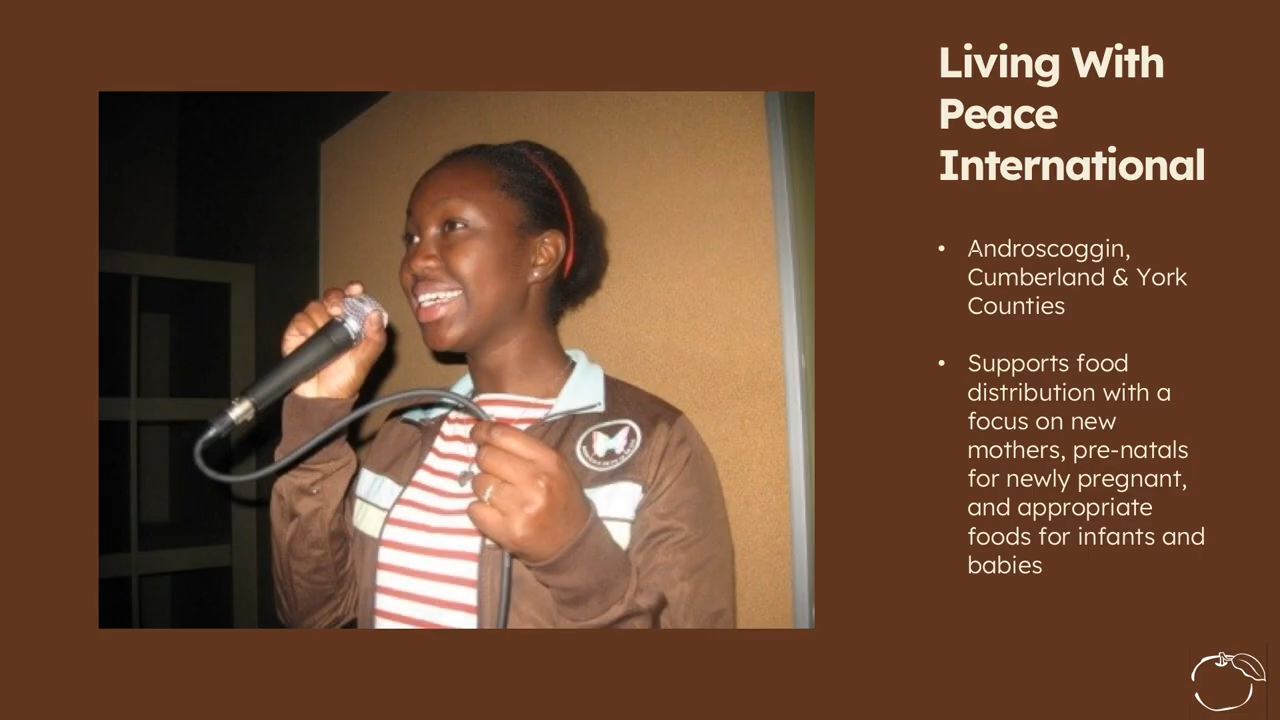 Living With
Peace
International
• Androscoggin,
Cumberland & York
Counties
• Supports food
distribution with a
focus on new
mothers, pre-natals
for newly pregnant,
and appropriate
foods for infants and
babies